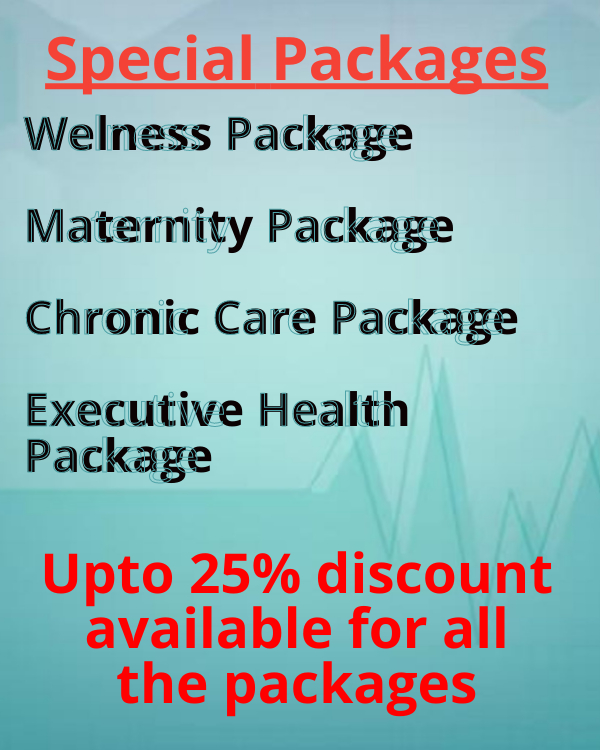 Special Packages
Welness Package
Maternity Package
Chronic Care Package
Executive Health
Package
Upto 25% discount
available for all
the packages